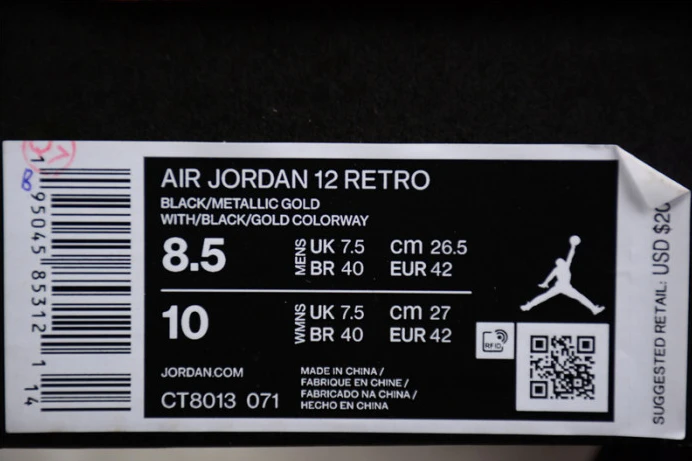 AIR JORDAN 12 RETRO
BLACK/METALLIC GOLD
WITH/BLACK/GOLD COLORWAY
8.5 MENS UK 7.5 cm 26.5
BR 40 EUR 42
10 WMNS UK 7.5 cm 27
BR 40 EUR 42
JORDAN.COM
CT8013 071
MADE IN CHINA /
FABRIQUE EN CHINE /
FABRICADO NA CHINA /
HECHO EN CHINA
RFID
SUGGESTED RETAIL: USD $20
1 95045 85312 1 14
8